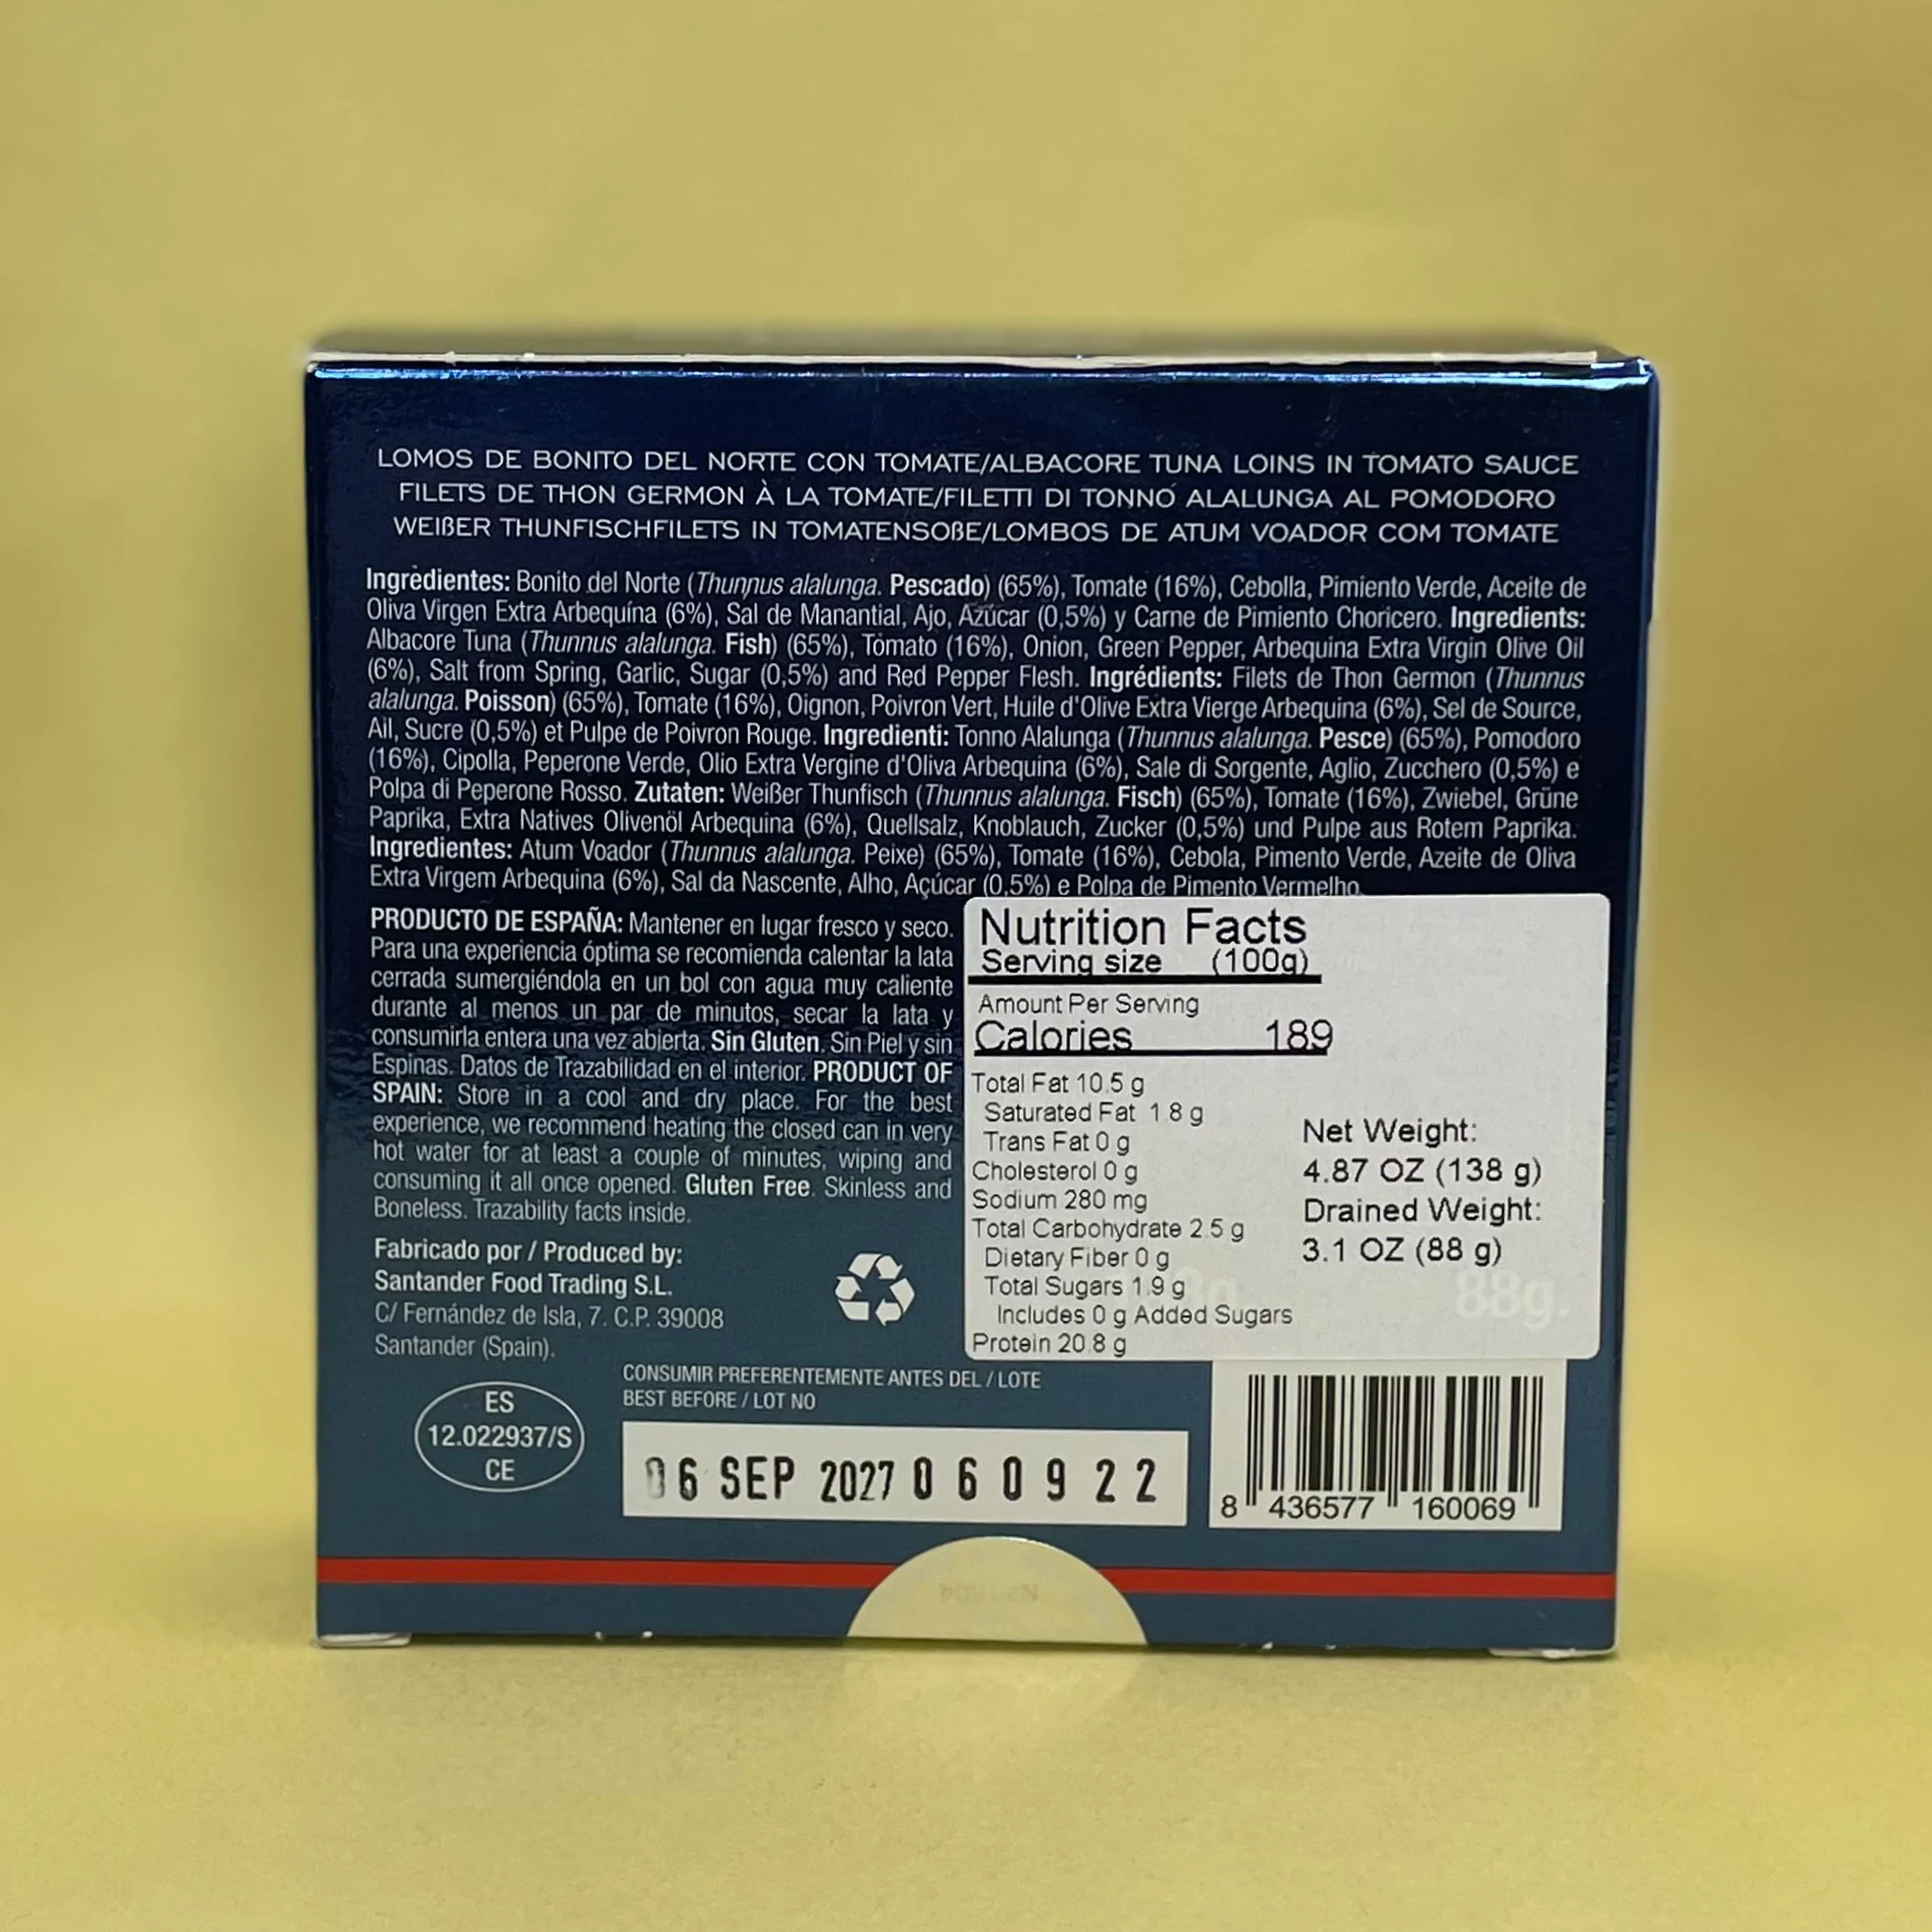 LOMOS DE BONITO DEL NORTE CON TOMATE/ALBACORE TUNA LOINS IN TOMATO SAUCE
FILETS DE THON GERMON À LA TOMATE/FILETTI DI TONNO ALALUNGA AL POMODORO
WEIßER THUNFISCHFILETS IN TOMATENSOßE/LOMBOS DE ATUM VOADOR COM TOMATE
Ingredientes: Bonito del Norte (Thunnus alalunga. Pescado) (65%), Tomate (16%), Cebolla, Pimiento Verde, Aceite de
Oliva Virgen Extra Arbequína (6%), Sal de Manantial, Ajo, Azúcar (0,5%) y Carne de Pimiento Choricero. Ingredients:
Albacore Tuna (Thunnus alalunga. Fish) (65%), Tomato (16%), Onion, Green Pepper, Arbequina Extra Virgin Olive Oil
(6%), Salt from Spring, Garlic, Sugar (0,5%) and Red Pepper Flesh. Ingrédients: Filets de Thon Germon (Thunnus
alalunga. Poisson) (65%), Tomate (16%), Oignon, Poivron Vert, Huile d'Olive Extra Vierge Arbequina (6%), Sel de Source,
Ail, Sucre (0,5%) et Pulpe de Poivron Rouge. Ingredienti: Tonno Alalunga (Thunnus alalunga. Pesce) (65%), Pomodoro
(16%), Cipolla, Peperone Verde, Olio Extra Vergine d'Oliva Arbequina (6%), Sale di Sorgente, Aglio, Zucchero (0,5%) e
Polpa di Peperone Rosso. Zutaten: Weißer Thunfisch (Thunnus alalunga. Fisch) (65%), Tomate (16%), Zwiebel, Grüne
Paprika, Extra Natives Olivenöl Arbequina (6%), Quellsalz, Knoblauch, Zucker (0,5%) und Pulpe aus Rotem Paprika.
Ingredientes: Atum Voador (Thunnus alalunga. Peixe) (65%), Tomate (16%), Cebola, Pimento Verde, Azeite de Oliva
Extra Virgem Arbequina (6%), Sal da Nascente, Alho, Açúcar (0,5%) e Polpa de Pimento Vermelho.
PRODUCTO DE ESPAÑA: Mantener en lugar fresco y seco.
Para una experiencia óptima se recomienda calentar la lata
cerrada sumergiéndola en un bol con agua muy caliente
durante al menos un par de minutos, secar la lata y
consumirla entera una vez abierta. Sin Gluten. Sin Piel y sin
Espinas. Datos de Trazabilidad en el interior. PRODUCT OF
SPAIN: Store in a cool and dry place. For the best
experience, we recommend heating the closed can in very
hot water for at least a couple of minutes, wiping and
consuming it all once opened. Gluten Free. Skinless and
Boneless. Trazability facts inside.
Fabricado por / Produced by:
Santander Food Trading S.L.
C/ Fernández de Isla, 7. C.P. 39008
Santander (Spain).
Nutrition Facts
Serving size (100g)
Amount Per Serving
Calories 189
Total Fat 10.5 g
Saturated Fat 1.8 g
Trans Fat 0 g
Cholesterol 0 g
Sodium 280 mg
Total Carbohydrate 2.5 g
Dietary Fiber 0 g
Total Sugars 1.9 g
Includes 0 g Added Sugars
Protein 20.8 g
Net Weight:
4.87 OZ (138 g)
Drained Weight:
3.1 OZ (88 g)
88g.
CONSUMIR PREFERENTEMENTE ANTES DEL / LOTE
BEST BEFORE / LOT NO
ES
12.022937/S
CE
06 SEP 2027 060922
8 436577 160069